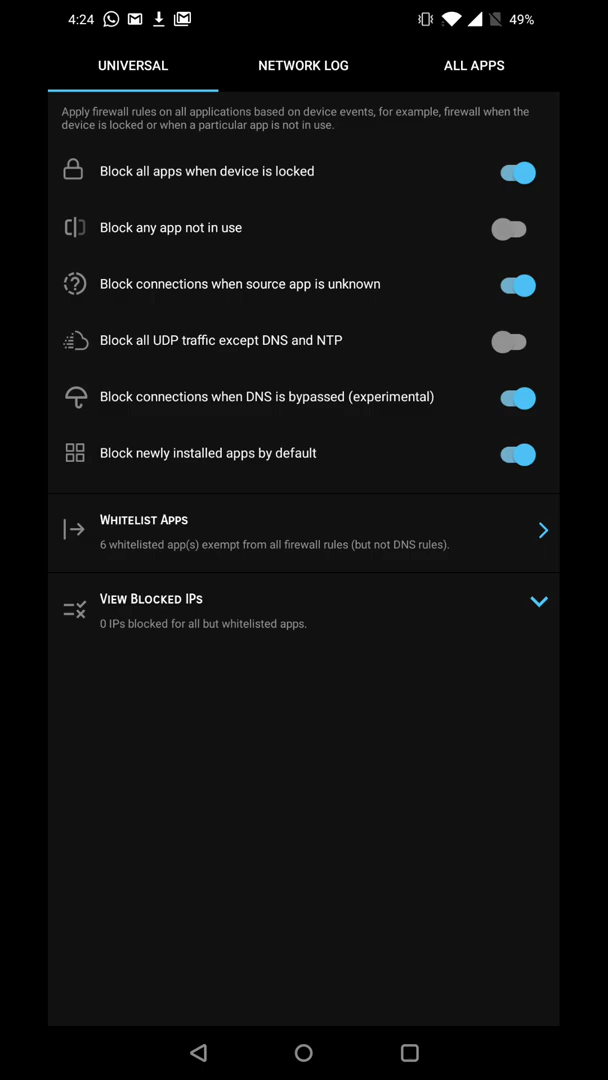 4:24 49%
UNIVERSAL NETWORK LOG ALL APPS
Apply firewall rules on all applications based on device events, for example, firewall when the
device is locked or when a particular app is not in use.
Block all apps when device is locked
Block any app not in use
Block connections when source app is unknown
Block all UDP traffic except DNS and NTP
Block connections when DNS is bypassed (experimental)
Block newly installed apps by default
Whitelist Apps
6 whitelisted app(s) exempt from all firewall rules (but not DNS rules).
View Blocked IPs
0 IPs blocked for all but whitelisted apps.